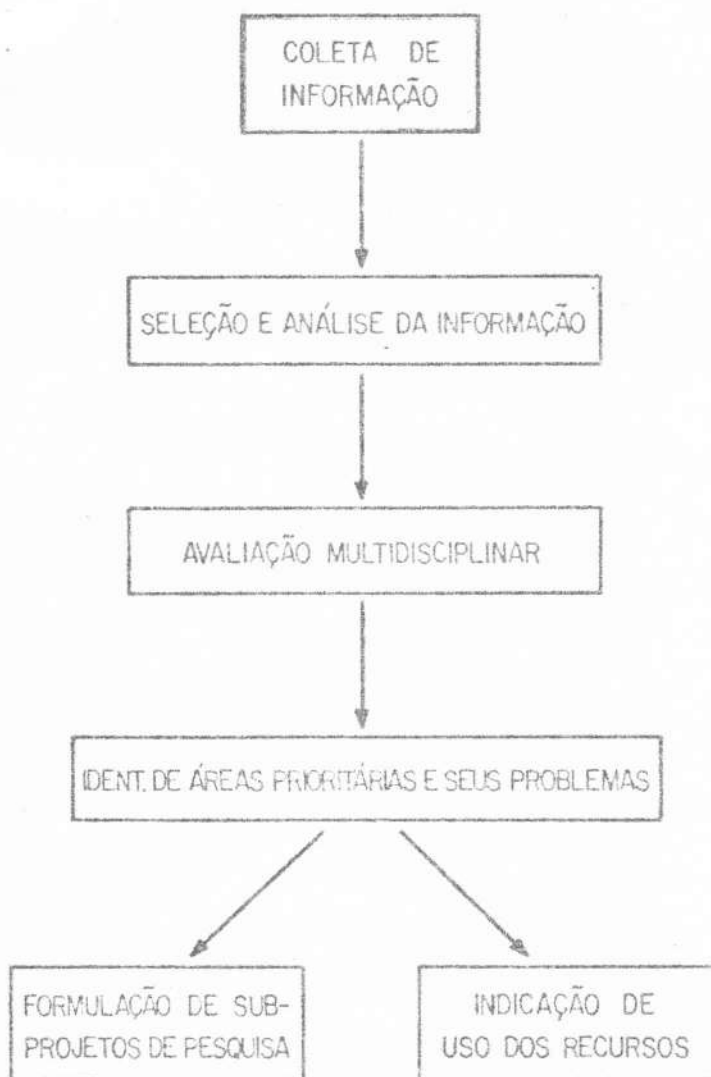 COLETA DE
INFORMAÇÃO
SELEÇÃO E ANÁLISE DA INFORMAÇÃO
AVALIAÇÃO MULTIDISCIPLINAR
IDENT. DE ÁREAS PRIORITÁRIAS E SEUS PROBLEMAS
FORMULAÇÃO DE SUB-
PROJETOS DE PESQUISA
INDICAÇÃO DE
USO DOS RECURSOS